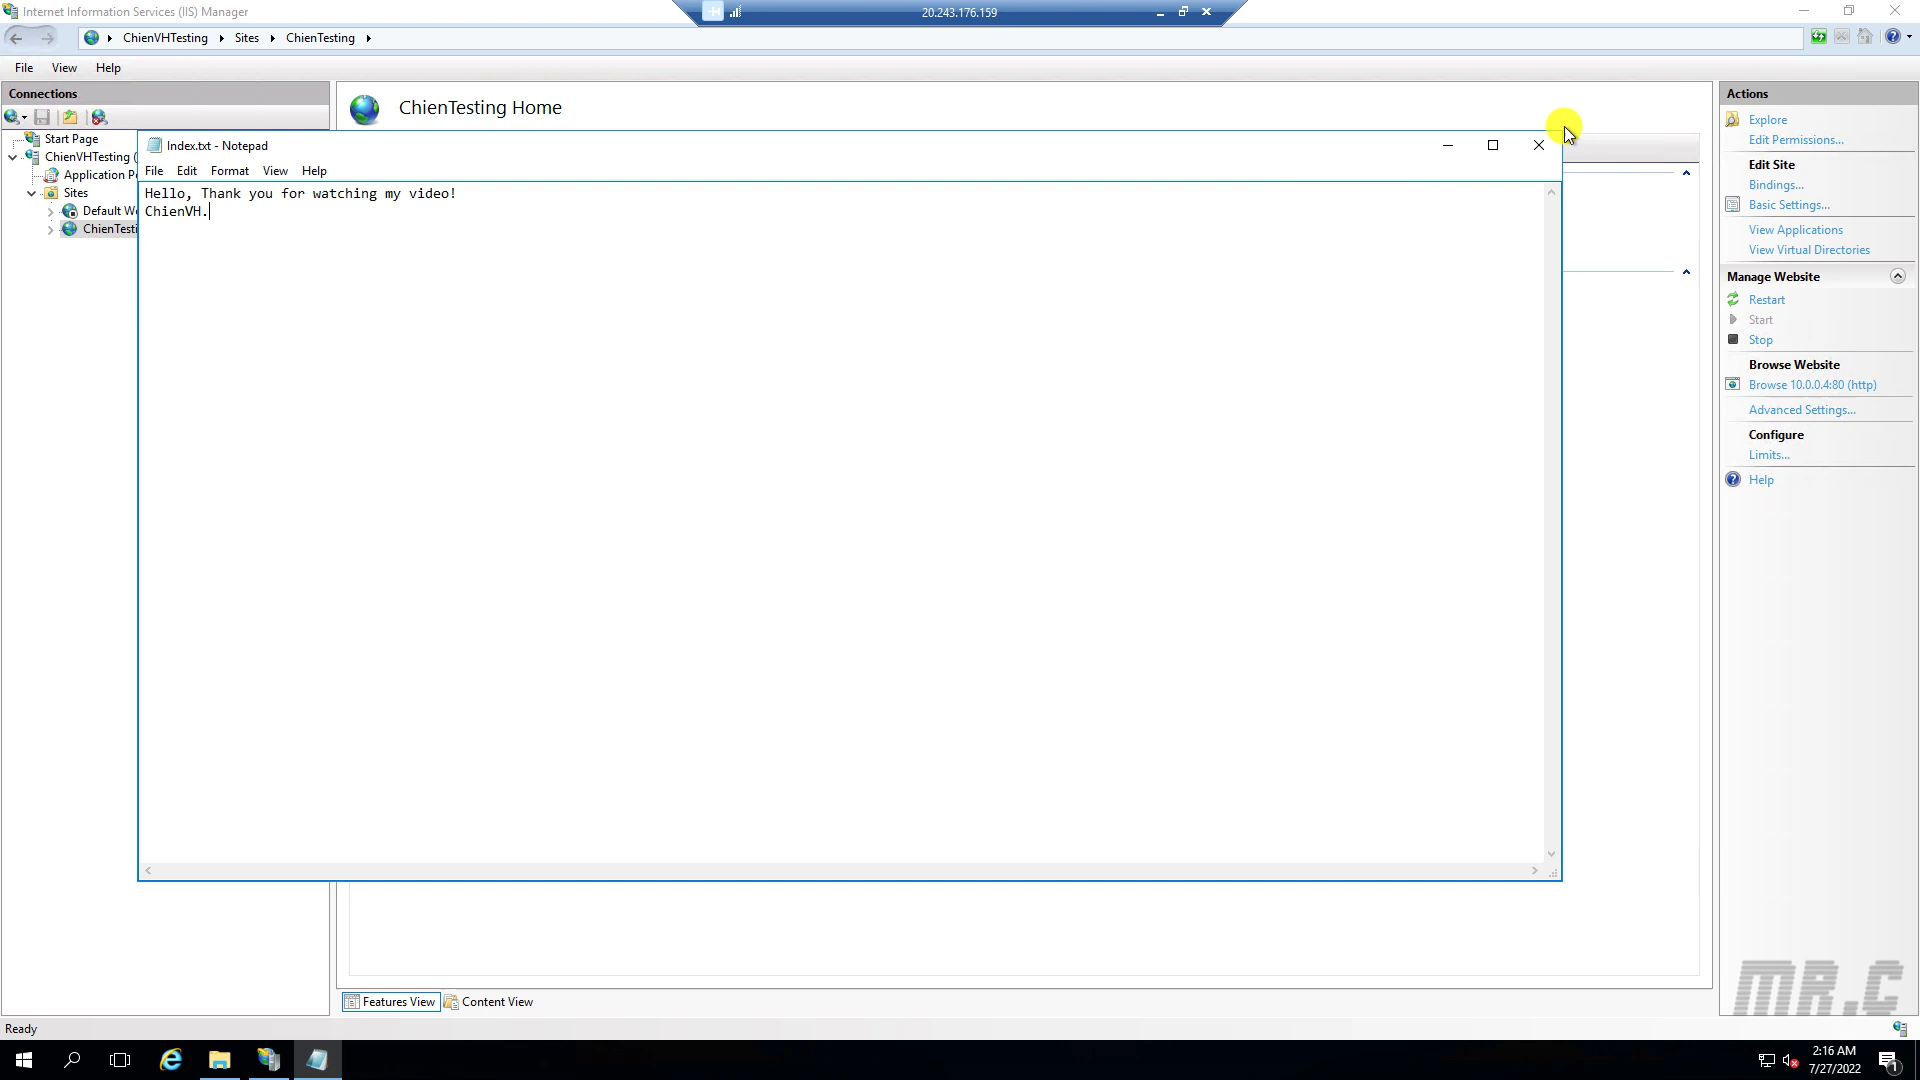 Internet Information Services (IIS) Manager
20.243.176.159
ChienVHTesting
Sites
ChienTesting
File
View
Help
Connections
Start Page
ChienVHTesting (
Application P
Sites
Default W
ChienTesti
ChienTesting Home
Index.txt - Notepad
File
Edit
Format
View
Help
Hello, Thank you for watching my video!
ChienVH.
Features View
Content View
Actions
Explore
Edit Permissions...
Edit Site
Bindings...
Basic Settings...
View Applications
View Virtual Directories
Manage Website
Restart
Start
Stop
Browse Website
Browse 10.0.0.4:80 (http)
Advanced Settings...
Configure
Limits...
Help
MR.C
Ready
2:16 AM
7/27/2022
1